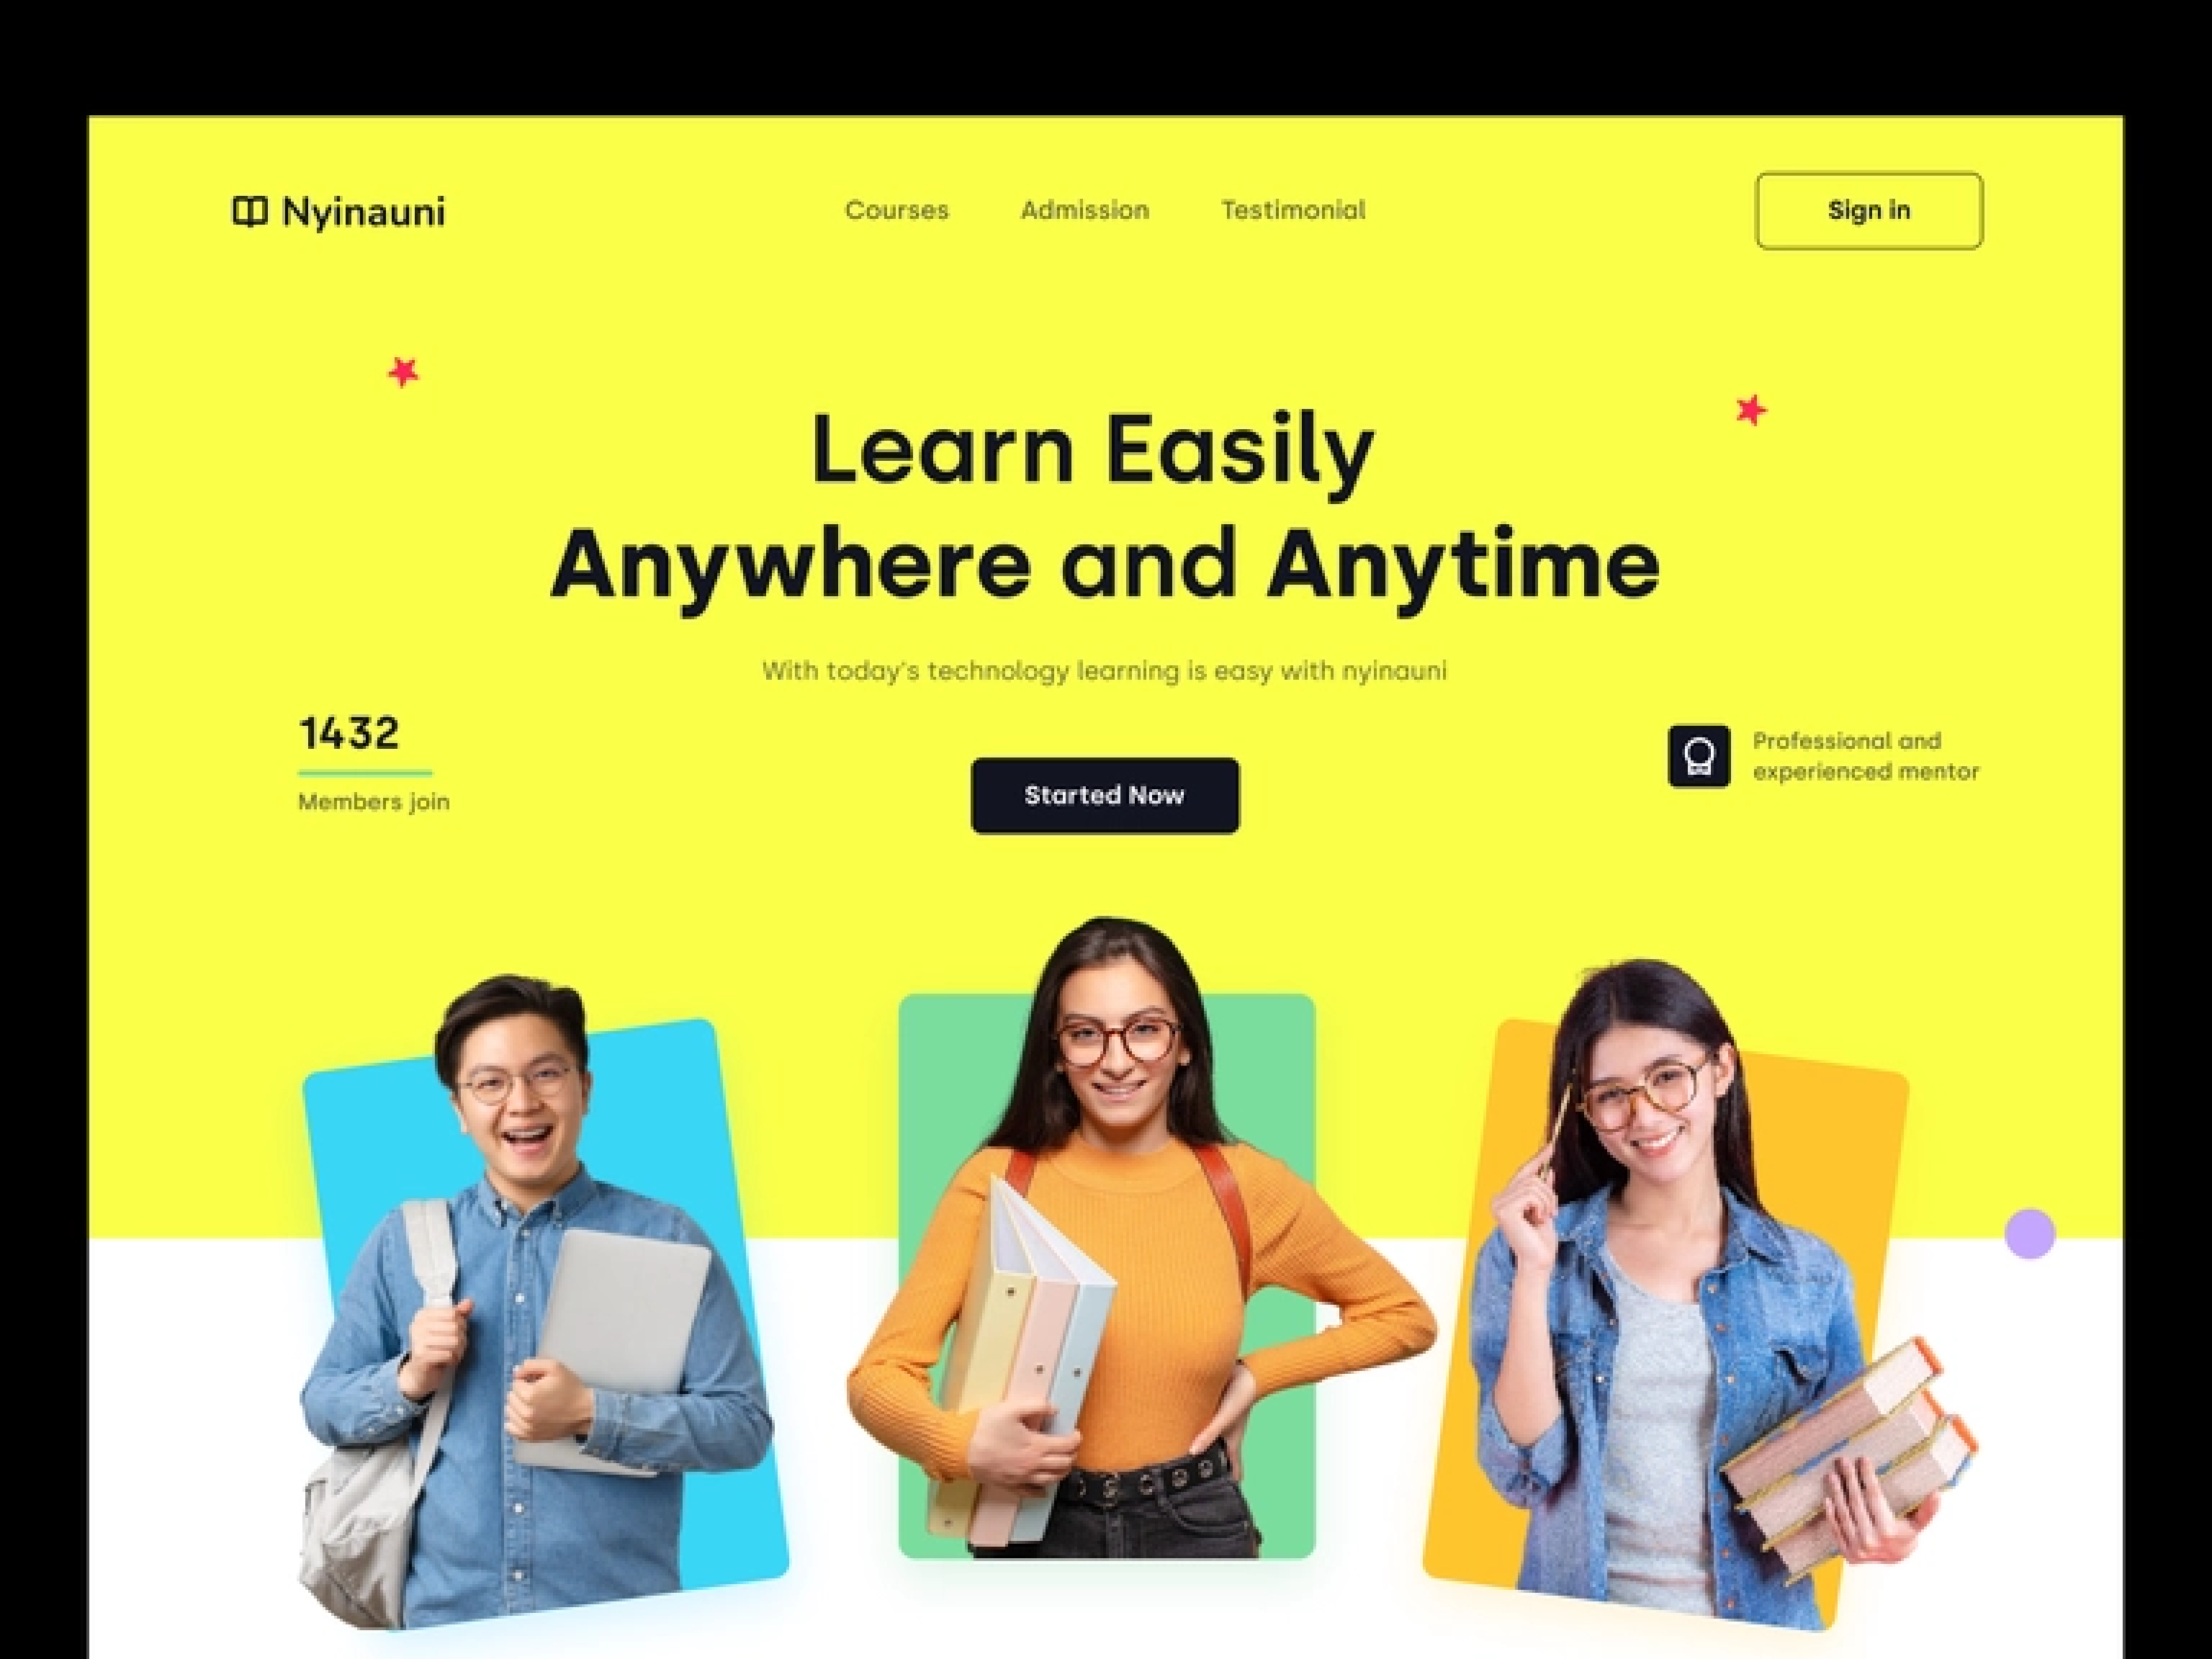 Nyinauni
Courses
Admission
Testimonial
Sign in
Learn Easily
Anywhere and Anytime
With today's technology learning is easy with nyinauni
1432
Members join
Started Now
Professional and
experienced mentor